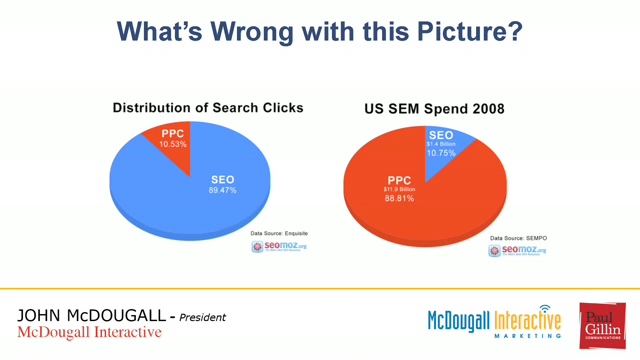 What's Wrong with this Picture?
Distribution of Search Clicks
PPC
10.53%
SEO
89.47%
Data Source: Enquisite
seomoz.org
US SEM Spend 2008
SEO
$1.4 Billion
10.75%
PPC
$11.9 Billion
88.81%
Data Source: SEMPO
seomoz.org
JOHN McDOUGALL - President
McDougall Interactive
McDougall Interactive
MARKETING
Paul
Gillin
COMMUNICATIONS